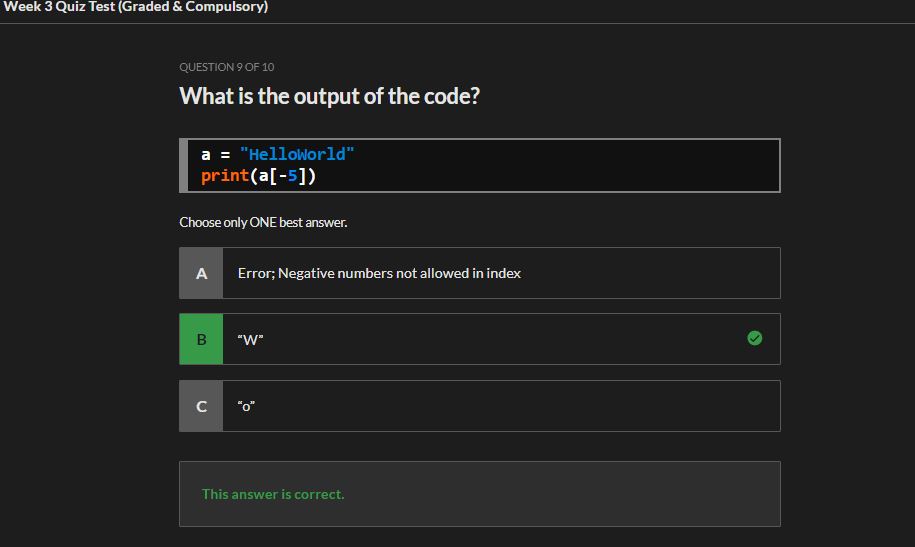 Week 3 Quiz Test (Graded & Compulsory)
QUESTION 9 OF 10
What is the output of the code?
a = "HelloWorld"
print(a[-5])
Choose only ONE best answer.
A Error; Negative numbers not allowed in index
B “W”
C “o”
This answer is correct.